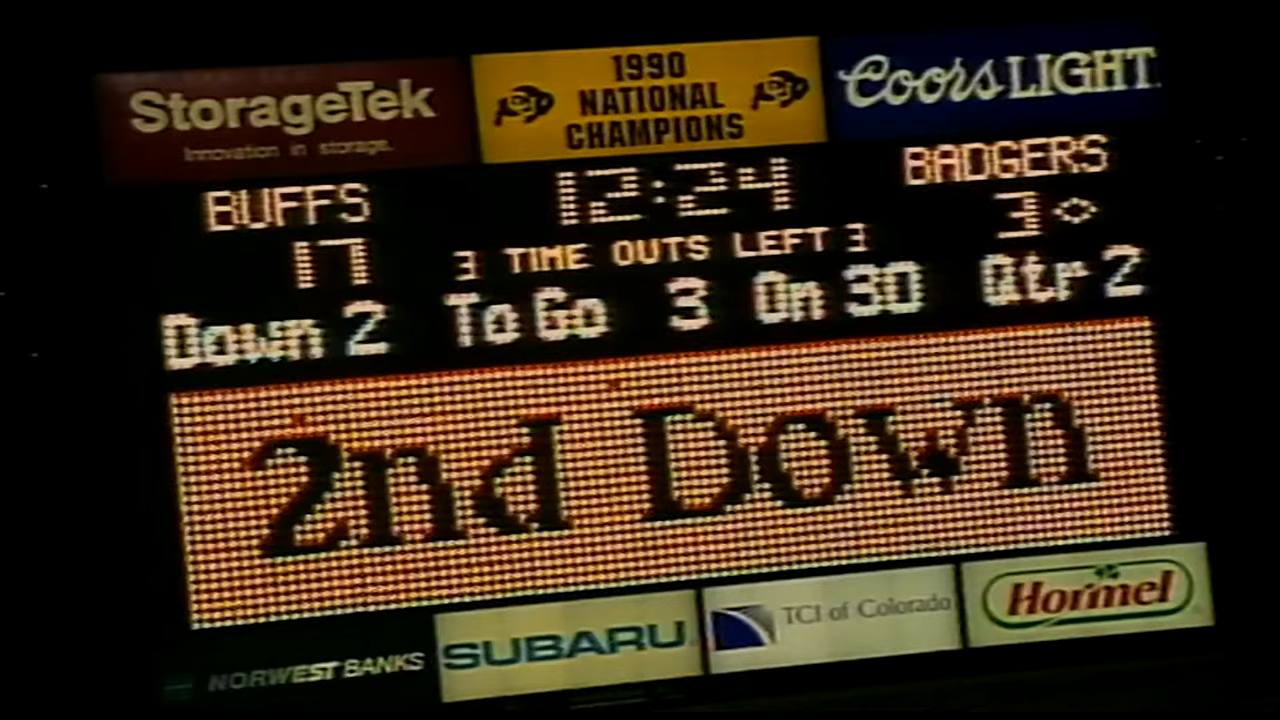 StorageTek
Innovation in storage.
1990
NATIONAL
CHAMPIONS
Coors LIGHT
BUFFS
12:24
BADGERS
17
3 TIME OUTS LEFT 3
3
Down 2 To Go 3 On 30 Qtr 2
2nd Down
NORWEST BANKS
SUBARU
TCI of Colorado
Hormel